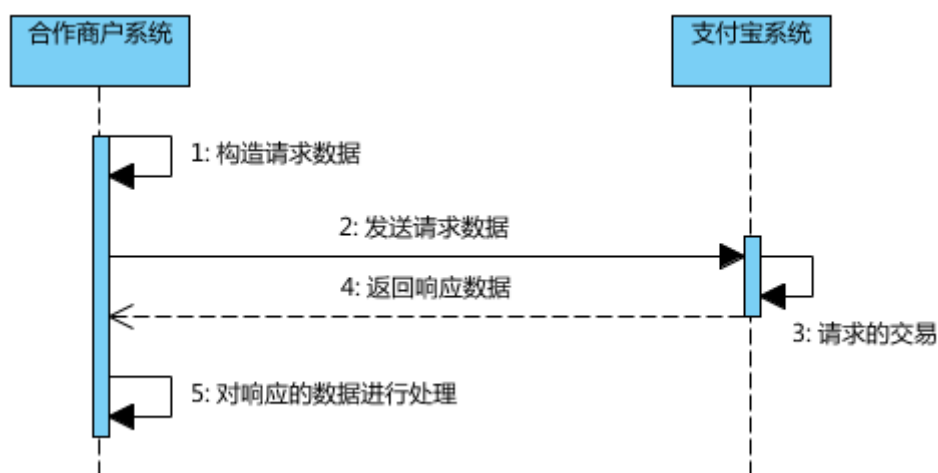 合作商户系统
支付宝系统
1: 构造请求数据
2: 发送请求数据
4: 返回响应数据
3: 请求的交易
5: 对响应的数据进行处理